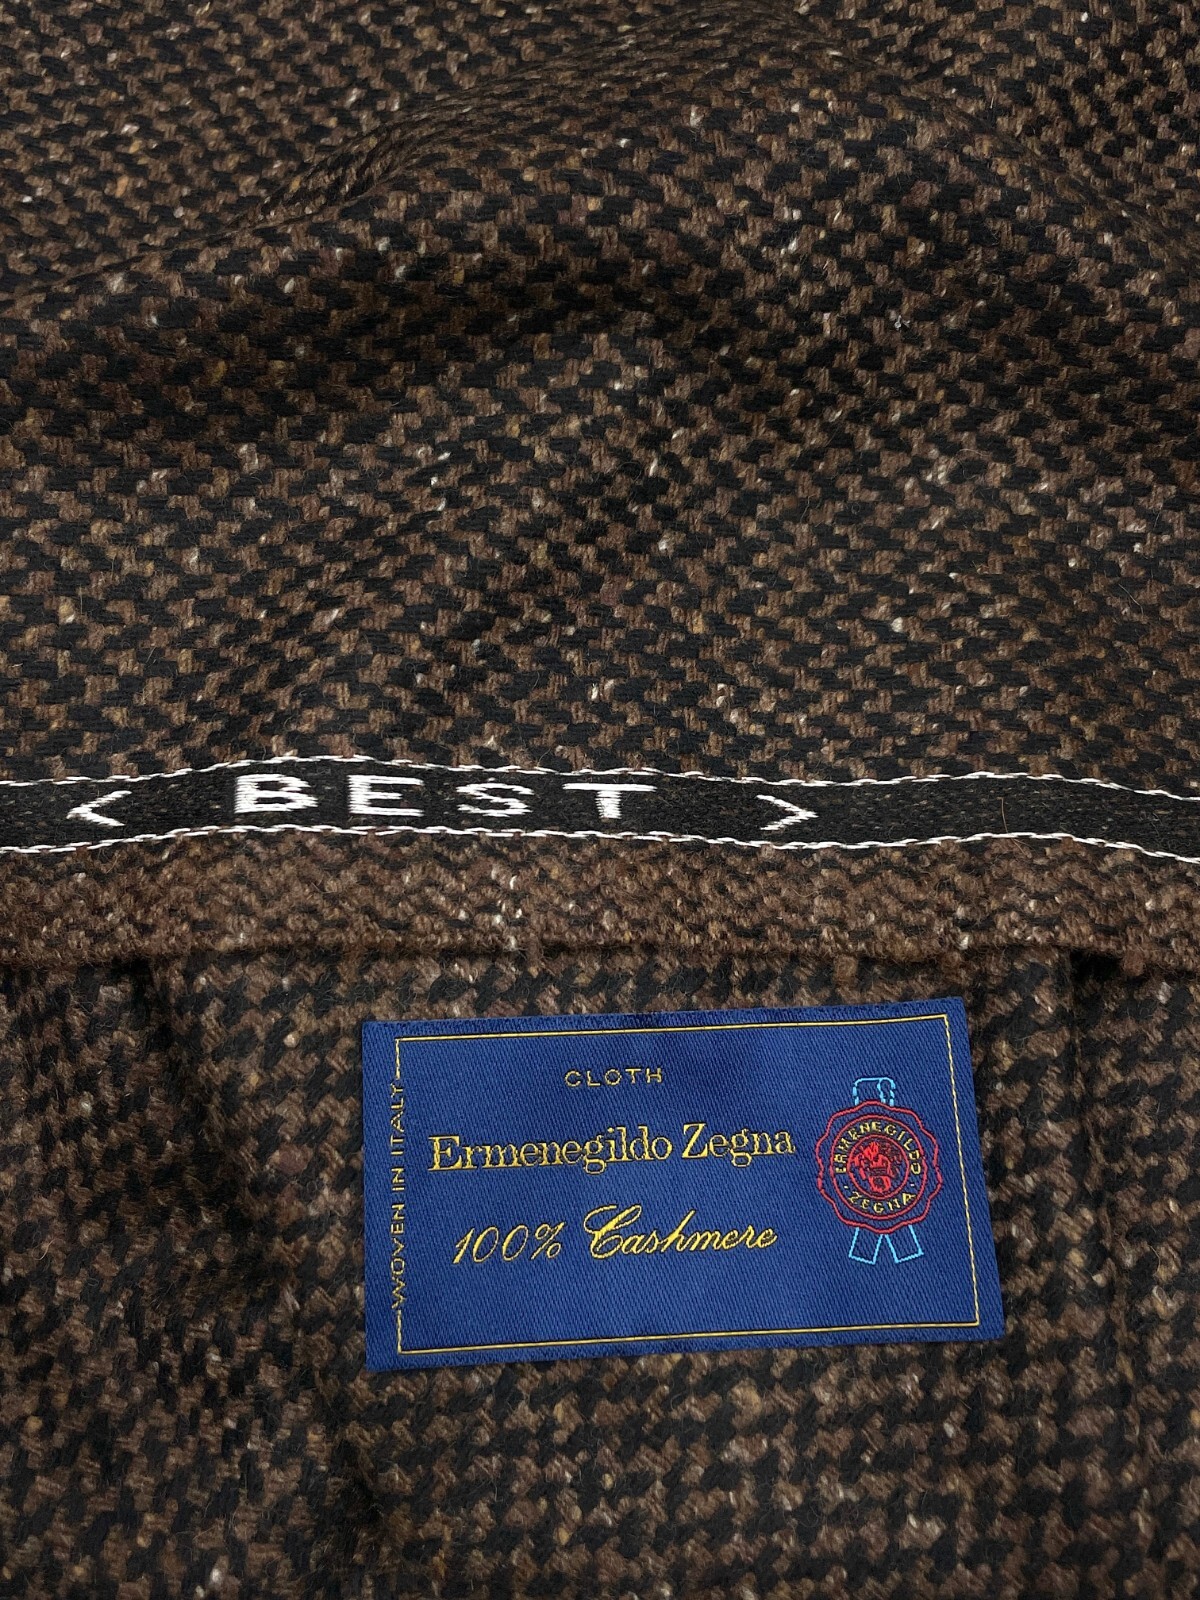 < BEST >
CLOTH
WOVEN IN ITALY
Ermenegildo Zegna
100% Cashmere
ERMENEGILDO
· ZEGNA ·